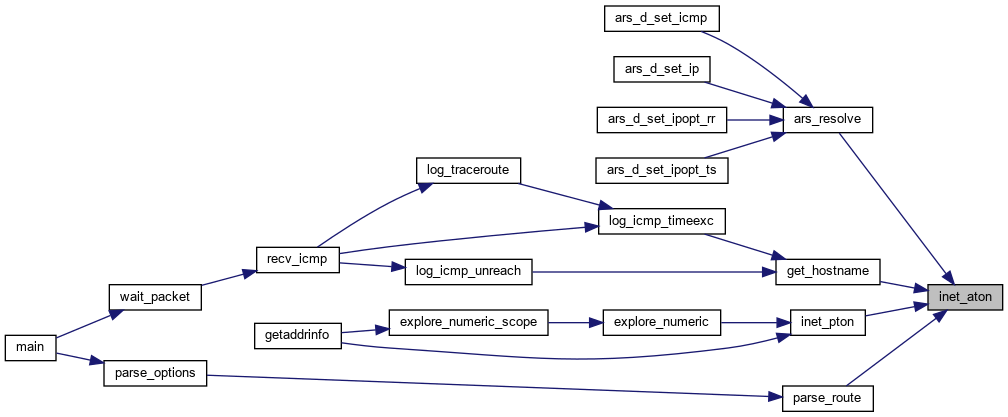 ars_d_set_icmp
ars_d_set_ip
ars_d_set_ipopt_rr
ars_resolve
ars_d_set_ipopt_ts
log_traceroute
log_icmp_timeexc
recv_icmp
log_icmp_unreach
get_hostname
wait_packet
inet_aton
main
getaddrinfo
explore_numeric_scope
explore_numeric
inet_pton
parse_options
parse_route